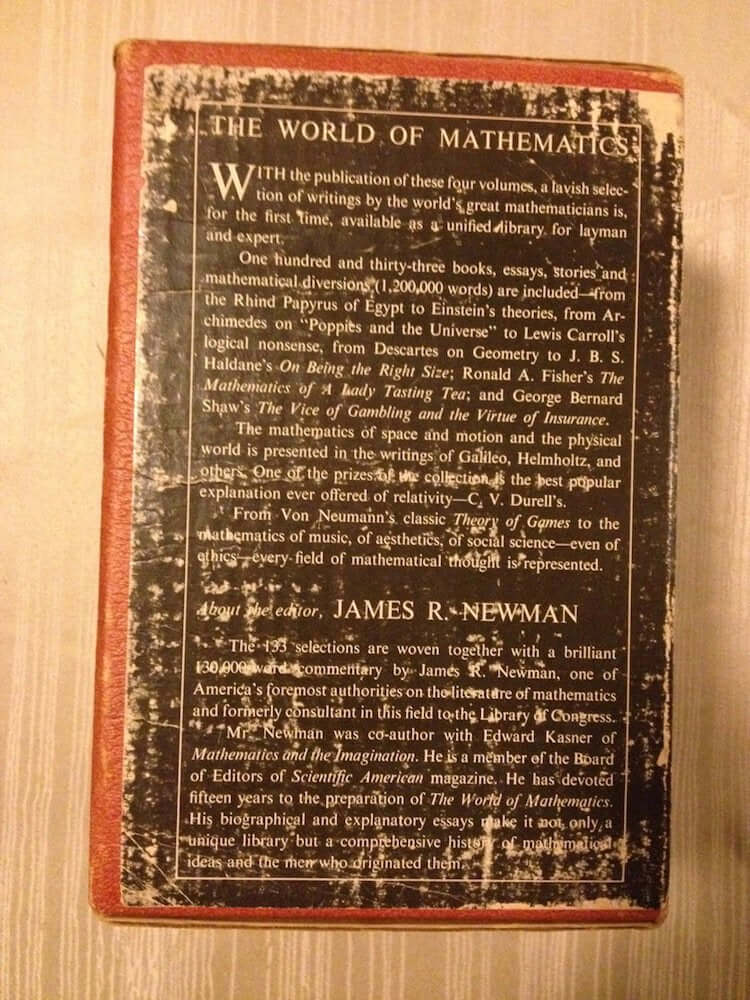 THE WORLD OF MATHEMATICS
WITH the publication of these four volumes, a lavish selec-
tion of writings by the world's great mathematicians is,
for the first time, available as a unified library for layman
and expert.
One hundred and thirty-three books, essays, stories and
mathematical diversions (1,200,000 words) are included—from
the Rhind Papyrus of Egypt to Einstein's theories, from Ar-
chimedes on "Poppies and the Universe" to Lewis Carroll's
logical nonsense, from Descartes on Geometry to J. B. S.
Haldane's On Being the Right Size; Ronald A. Fisher's The
Mathematics of A Lady Tasting Tea; and George Bernard
Shaw's The Vice of Gambling and the Virtue of Insurance.
The mathematics of space and motion and the physical
world is presented in the writings of Galileo, Helmholtz, and
others. One of the prizes of the collection is the best popular
explanation ever offered of relativity—C. V. Durell's.
From Von Neumann's classic Theory of Games to the
mathematics of music, of aesthetics, of social science—even of
ethics—every field of mathematical thought is represented.
About the editor, JAMES R. NEWMAN
The 133 selections are woven together with a brilliant
130,000 word commentary by James R. Newman, one of
America's foremost authorities on the literature of mathematics
and formerly consultant in this field to the Library of Congress.
Mr. Newman was co-author with Edward Kasner of
Mathematics and the Imagination. He is a member of the Board
of Editors of Scientific American magazine. He has devoted
fifteen years to the preparation of The World of Mathematics.
His biographical and explanatory essays make it not only a
unique library but a comprehensive history of mathematical
ideas and the men who originated them.